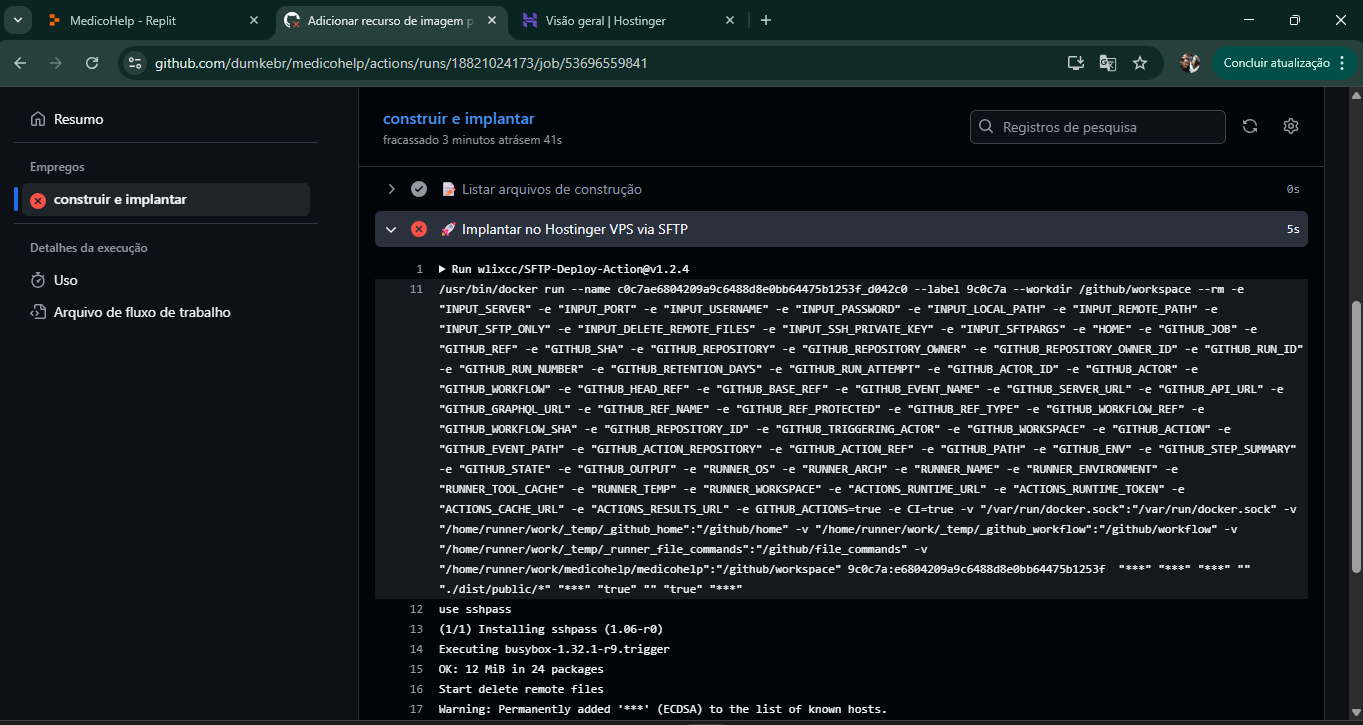 MedicoHelp - Replit
Adicionar recurso de imagem p
Visão geral | Hostinger
github.com/dumkebr/medicohelp/actions/runs/18821024173/job/53696559841
Concluir atualização
Resumo
Empregos
construir e implantar
Detalhes da execução
Uso
Arquivo de fluxo de trabalho
construir e implantar
fracassado 3 minutos atrásem 41s
Registros de pesquisa
Listar arquivos de construção 0s
Implantar no Hostinger VPS via SFTP 5s
1 Run wlixcc/SFTP-Deploy-Action@v1.2.4
11 /usr/bin/docker run --name c0c7ae6804209a9c6488d8e0bb64475b1253f_d042c0 --label 9c0c7a --workdir /github/workspace --rm -e
"INPUT_SERVER" -e "INPUT_PORT" -e "INPUT_USERNAME" -e "INPUT_PASSWORD" -e "INPUT_LOCAL_PATH" -e "INPUT_REMOTE_PATH" -e
"INPUT_SFTP_ONLY" -e "INPUT_DELETE_REMOTE_FILES" -e "INPUT_SSH_PRIVATE_KEY" -e "INPUT_SFTPARGS" -e "HOME" -e "GITHUB_JOB" -e
"GITHUB_REF" -e "GITHUB_SHA" -e "GITHUB_REPOSITORY" -e "GITHUB_REPOSITORY_OWNER" -e "GITHUB_REPOSITORY_OWNER_ID" -e "GITHUB_RUN_ID"
-e "GITHUB_RUN_NUMBER" -e "GITHUB_RETENTION_DAYS" -e "GITHUB_RUN_ATTEMPT" -e "GITHUB_ACTOR_ID" -e "GITHUB_ACTOR" -e
"GITHUB_WORKFLOW" -e "GITHUB_HEAD_REF" -e "GITHUB_BASE_REF" -e "GITHUB_EVENT_NAME" -e "GITHUB_SERVER_URL" -e "GITHUB_API_URL" -e
"GITHUB_GRAPHQL_URL" -e "GITHUB_REF_NAME" -e "GITHUB_REF_PROTECTED" -e "GITHUB_REF_TYPE" -e "GITHUB_WORKFLOW_REF" -e
"GITHUB_WORKFLOW_SHA" -e "GITHUB_REPOSITORY_ID" -e "GITHUB_TRIGGERING_ACTOR" -e "GITHUB_WORKSPACE" -e "GITHUB_ACTION" -e
"GITHUB_EVENT_PATH" -e "GITHUB_ACTION_REPOSITORY" -e "GITHUB_ACTION_REF" -e "GITHUB_PATH" -e "GITHUB_ENV" -e "GITHUB_STEP_SUMMARY"
-e "GITHUB_STATE" -e "GITHUB_OUTPUT" -e "RUNNER_OS" -e "RUNNER_ARCH" -e "RUNNER_NAME" -e "RUNNER_ENVIRONMENT" -e
"RUNNER_TOOL_CACHE" -e "RUNNER_TEMP" -e "RUNNER_WORKSPACE" -e "ACTIONS_RUNTIME_URL" -e "ACTIONS_RUNTIME_TOKEN" -e
"ACTIONS_CACHE_URL" -e "ACTIONS_RESULTS_URL" -e GITHUB_ACTIONS=true -e CI=true -v "/var/run/docker.sock":"/var/run/docker.sock" -v
"/home/runner/work/_temp/_github_home":"/github/home" -v "/home/runner/work/_temp/_github_workflow":"/github/workflow" -v
"/home/runner/work/_temp/_runner_file_commands":"/github/file_commands" -v
"/home/runner/work/medicohelp/medicohelp":"/github/workspace" 9c0c7a:e6804209a9c6488d8e0bb64475b1253f "***" "***" "***" ""
"./dist/public/*" "***" "true" "" "true" "***"
12 use sshpass
13 (1/1) Installing sshpass (1.06-r0)
14 Executing busybox-1.32.1-r9.trigger
15 OK: 12 MiB in 24 packages
16 Start delete remote files
17 Warning: Permanently added '***' (ECDSA) to the list of known hosts.